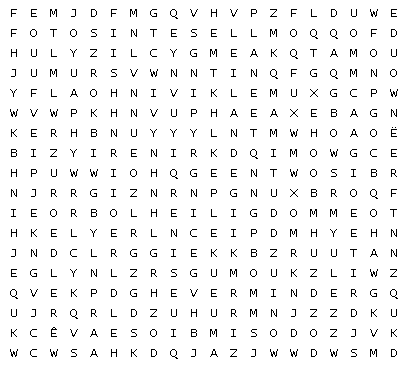 F E M J D F M G Q V H V P Z F L D U W E
F O T O S I N T E S E L L M O Q Q O F D
H U L Y Z I L C Y G M E A K Q T A M O U
J U M U R S V W N N T I N Q F G Q M N O
Y F L A O H N I V I K L E M U X G C P W
W V W P K H N V U P H A E A X E B A G N
K E R H B N U Y Y Y L N T M W H O A O Ë
B I Z Y I R E N I R K D Q I M O W G C E
H P U W W I O H Q G E E N T W O S I B R
N J R R G I Z N R N P G N U X B R O Q F
I E O R B O L H E I L I G D O M M E O T
H K E L Y E R L N C E I P D M H Y E H N
J N D C L R G G I E K K B Z R U U T A N
E G L Y N L Z R S G U M O U K Z L I W Z
Q V E K P D G H E V E R M I N D E R G Q
U J R Q R L D Z U H U R M N J Z Z D K U
K C Ê V A E S O I B M I S O D O Z J V K
W C W S A H K D Q J A Z J W W D W S M D